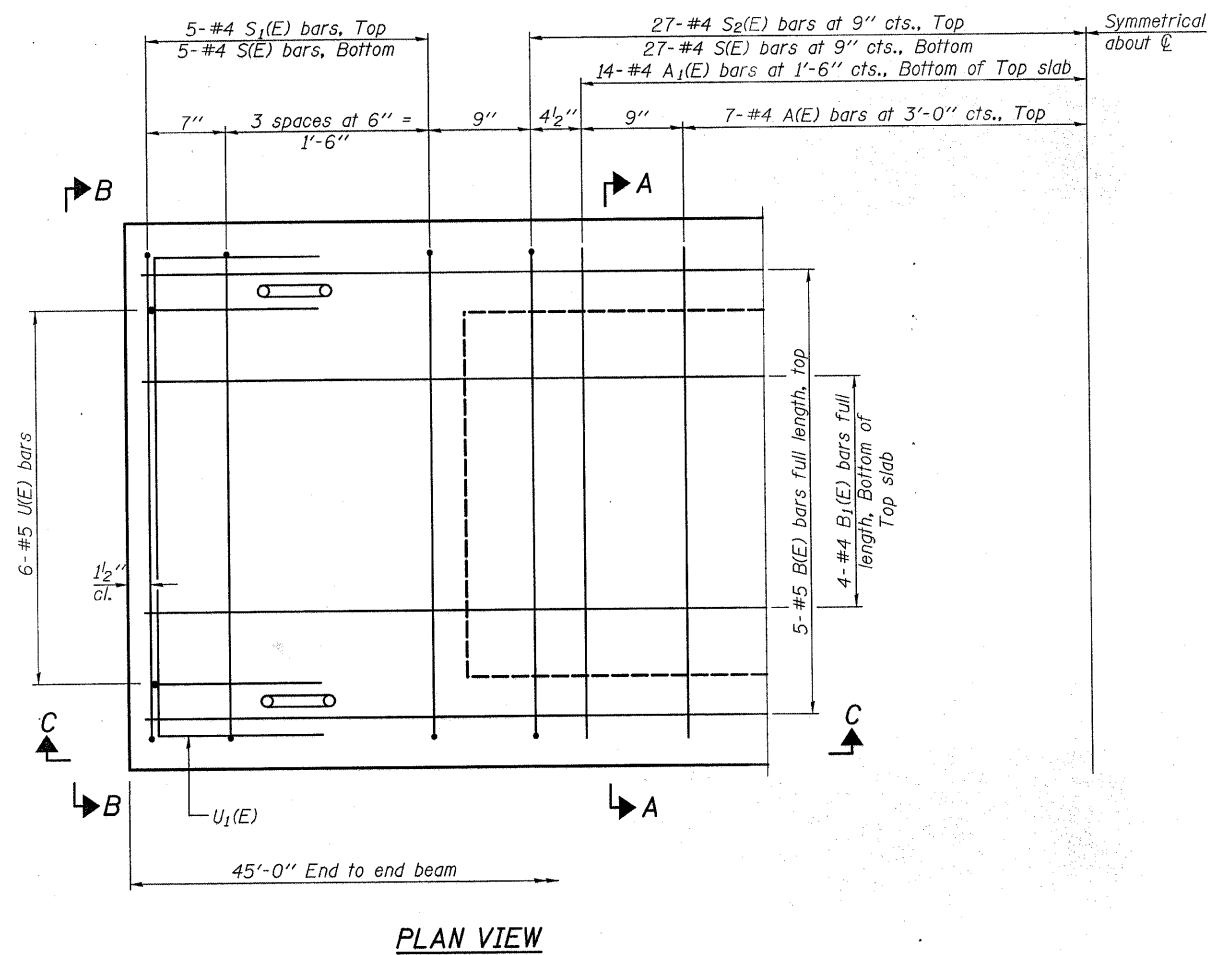 5-#4 S₁(E) bars, Top
5-#4 S(E) bars, Bottom
27-#4 S₂(E) bars at 9" cts., Top
27-#4 S(E) bars at 9" cts., Bottom
14-#4 A₁(E) bars at 1'-6" cts., Bottom of Top slab
Symmetrical
about ℄
7"
3 spaces at 6" =
1'-6"
9"
4½"
9"
7-#4 A(E) bars at 3'-0" cts., Top
B
A
6-#5 U(E) bars
1½"
cl.
5-#5 B(E) bars full length, top
4-#4 B₁(E) bars full
length, Bottom of
Top slab
C
C
B
A
U₁(E)
45'-0" End to end beam
PLAN VIEW